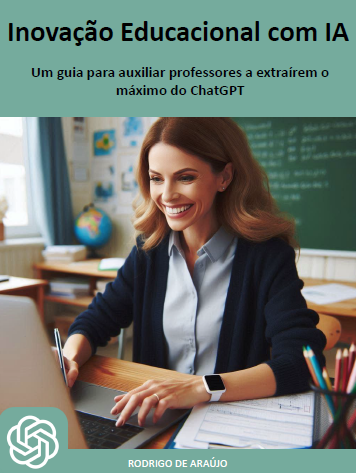 Inovação Educacional com IA
Um guia para auxiliar professores a extraírem o
máximo do ChatGPT
RODRIGO DE ARAÚJO